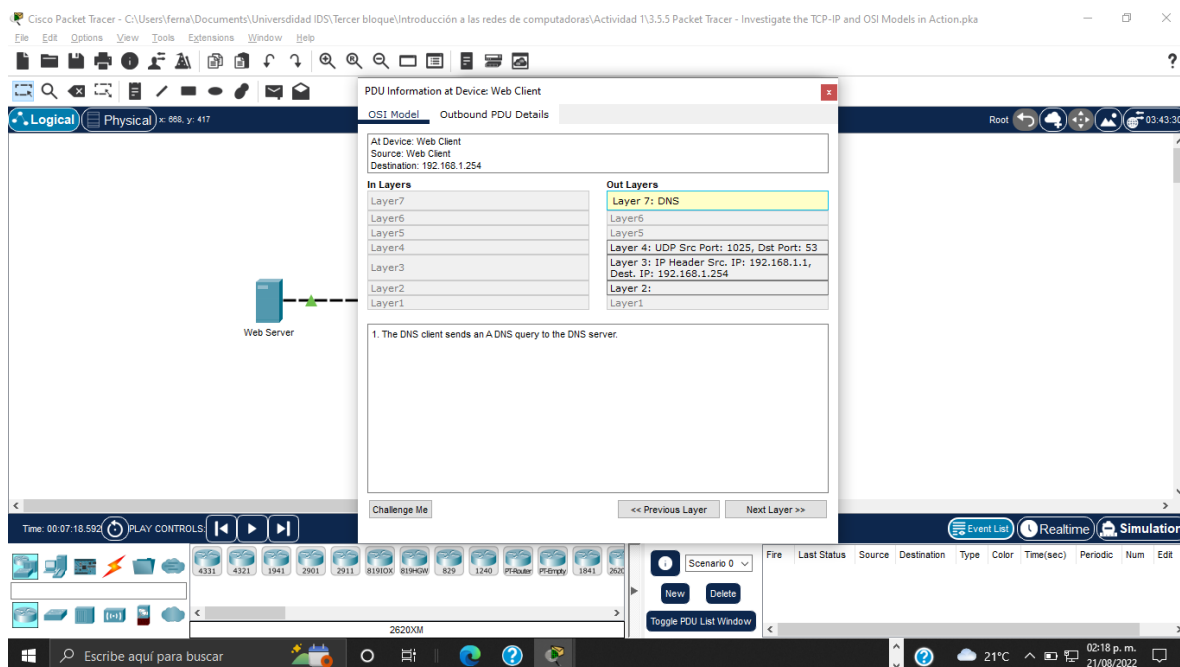 Cisco Packet Tracer - C:\Users\ferna\Documents\Universdidad IDS\Tercer bloque\Introducción a las redes de computadoras\Actividad 1\3.5.5 Packet Tracer - Investigate the TCP-IP and OSI Models in Action.pka
File Edit Options View Tools Extensions Window Help
?
Logical Physical x: 668, y: 417
Root 03:43:30
PDU Information at Device: Web Client
x
OSI Model Outbound PDU Details
At Device: Web Client
Source: Web Client
Destination: 192.168.1.254
In Layers
Layer7
Layer6
Layer5
Layer4
Layer3
Layer2
Layer1
Out Layers
Layer 7: DNS
Layer6
Layer5
Layer 4: UDP Src Port: 1025, Dst Port: 53
Layer 3: IP Header Src. IP: 192.168.1.1,
Dest. IP: 192.168.1.254
Layer 2:
Layer1
1. The DNS client sends an A DNS query to the DNS server.
Challenge Me << Previous Layer Next Layer >>
Web Server
Time: 00:07:18.592 PLAY CONTROLS:
Event List Realtime Simulation
4331 4321 1941 2901 2911 819IOX 819HGW 829 1240 PT-Router PT-Empty 1841 262
2620XM
Scenario 0
New Delete
Toggle PDU List Window
Fire Last Status Source Destination Type Color Time(sec) Periodic Num Edit
Escribe aquí para buscar
21°C
02:18 p. m.
21/08/2022